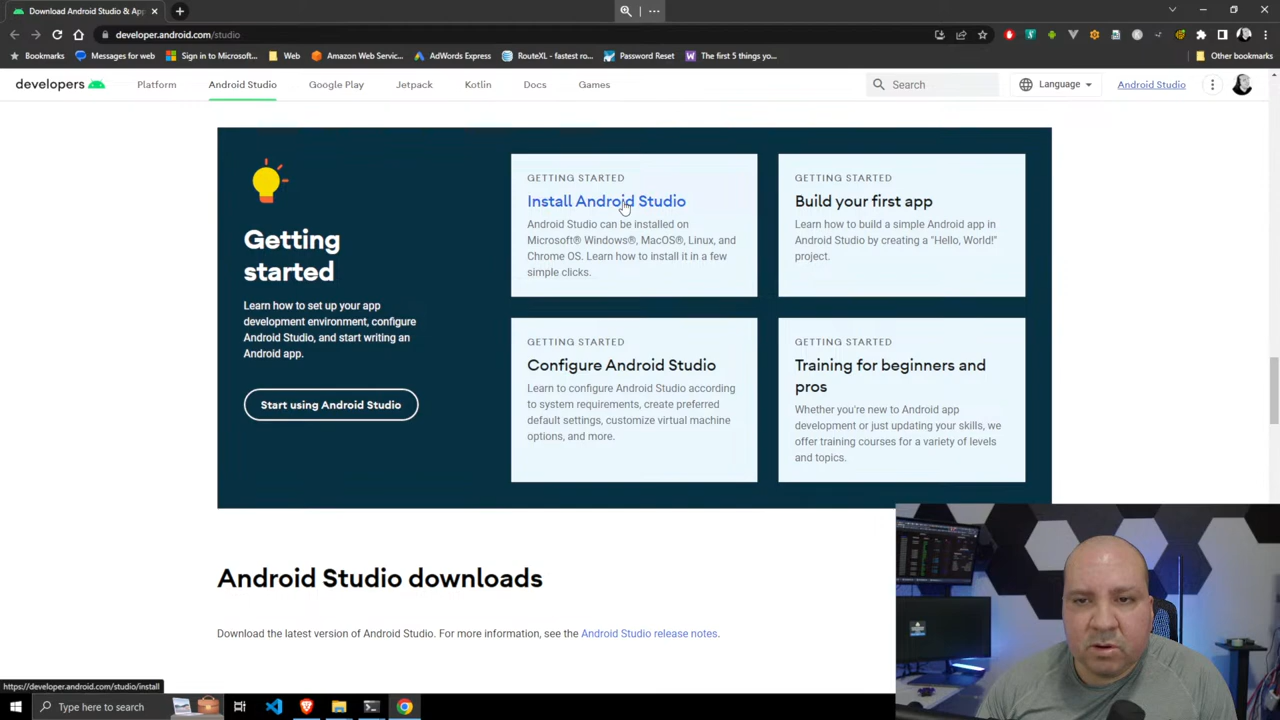 Download Android Studio & Ap
developer.android.com/studio
Bookmarks
Messages for web
Sign in to Microsoft...
Web
Amazon Web Servic...
AdWords Express
RouteXL - fastest ro...
Password Reset
The first 5 things yo...
Other bookmarks
developers
Platform
Android Studio
Google Play
Jetpack
Kotlin
Docs
Games
Search
Language
Android Studio
Getting
started
Learn how to set up your app
development environment, configure
Android Studio, and start writing an
Android app.
Start using Android Studio
GETTING STARTED
Install Android Studio
Android Studio can be installed on
Microsoft® Windows®, MacOS®, Linux, and
Chrome OS. Learn how to install it in a few
simple clicks.
GETTING STARTED
Build your first app
Learn how to build a simple Android app in
Android Studio by creating a "Hello, World!"
project.
GETTING STARTED
Configure Android Studio
Learn to configure Android Studio according
to system requirements, create preferred
default settings, customize virtual machine
options, and more.
GETTING STARTED
Training for beginners and
pros
Whether you're new to Android app
development or just updating your skills, we
offer training courses for a variety of levels
and topics.
Android Studio downloads
Download the latest version of Android Studio. For more information, see the Android Studio release notes.
https://developer.android.com/studio/install
Type here to search